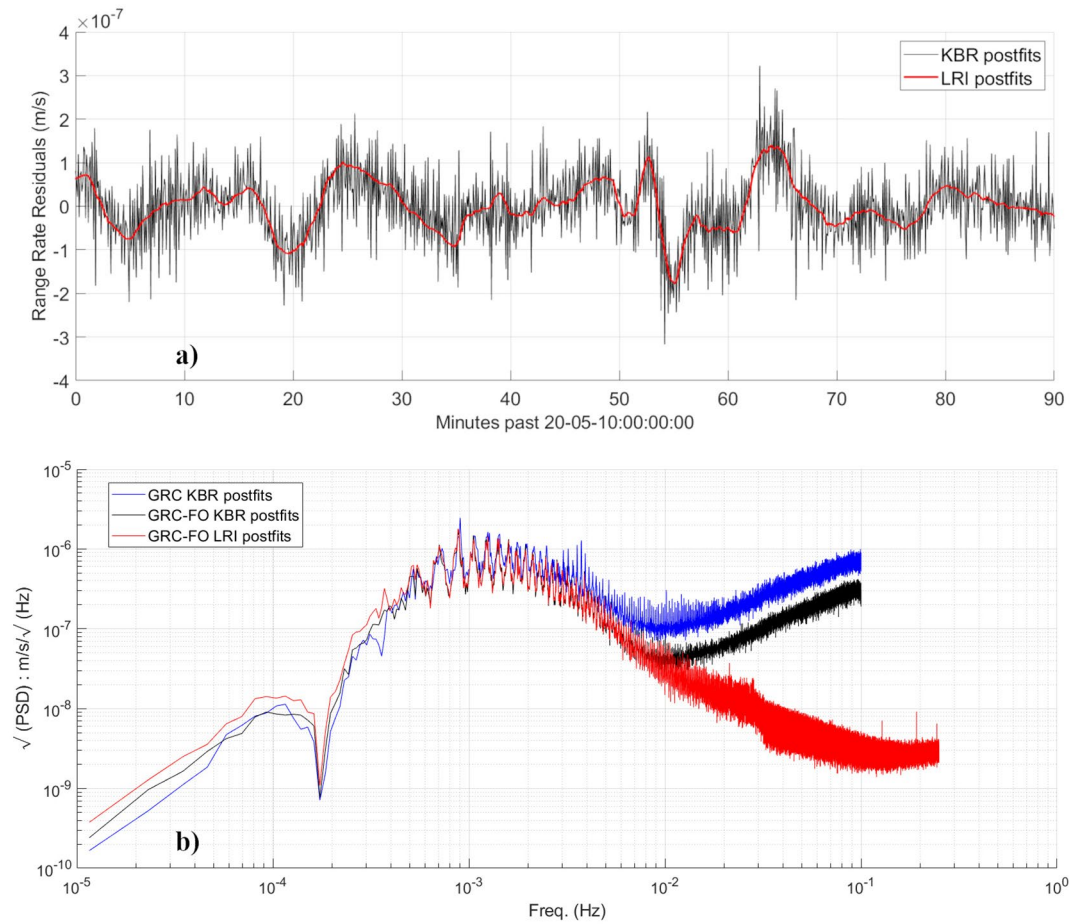 ×10⁻⁷
4
3
2
1
0
-1
-2
-3
-4
Range Rate Residuals (m/s)
KBR postfits
LRI postfits
a)
0 10 20 30 40 50 60 70 80 90
Minutes past 20-05-10:00:00:00
10⁻⁵
10⁻⁶
10⁻⁷
10⁻⁸
10⁻⁹
10⁻¹⁰
√ (PSD) : m/s/√ (Hz)
GRC KBR postfits
GRC-FO KBR postfits
GRC-FO LRI postfits
b)
10⁻⁵ 10⁻⁴ 10⁻³ 10⁻² 10⁻¹ 10⁰
Freq. (Hz)